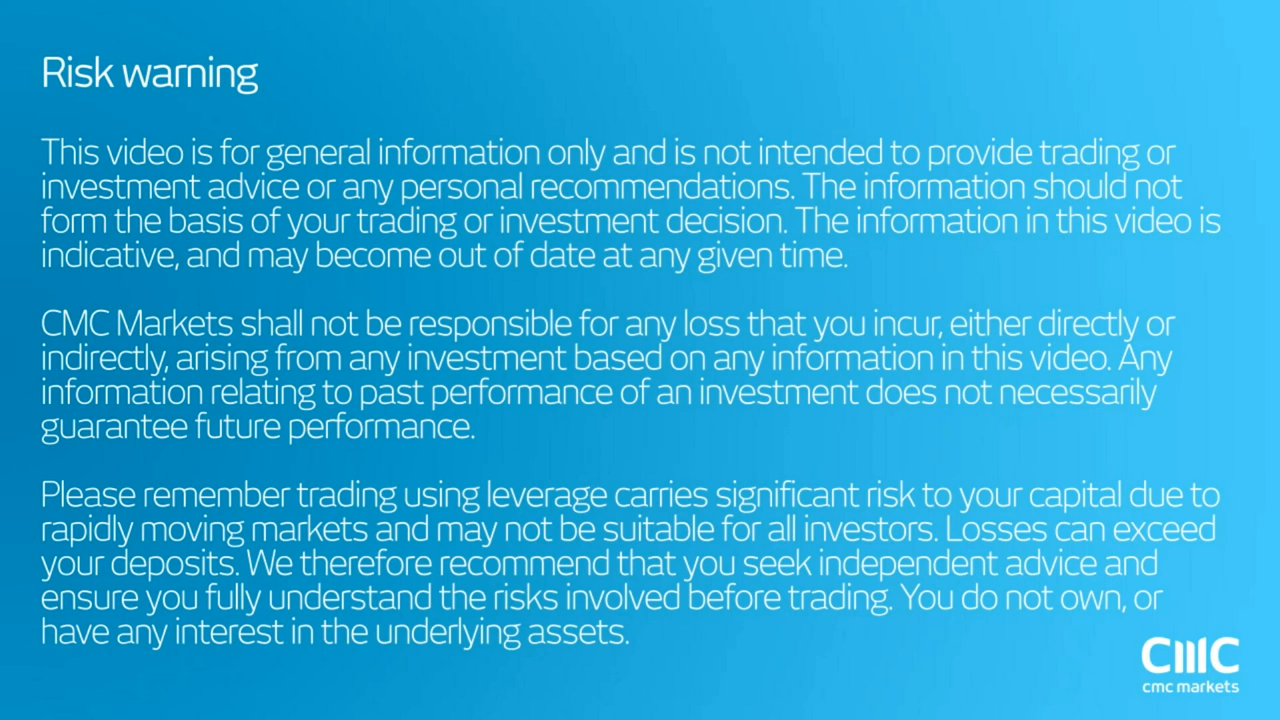 Risk warning
This video is for general information only and is not intended to provide trading or
investment advice or any personal recommendations. The information should not
form the basis of your trading or investment decision. The information in this video is
indicative, and may become out of date at any given time.
CMC Markets shall not be responsible for any loss that you incur, either directly or
indirectly, arising from any investment based on any information in this video. Any
information relating to past performance of an investment does not necessarily
guarantee future performance.
Please remember trading using leverage carries significant risk to your capital due to
rapidly moving markets and may not be suitable for all investors. Losses can exceed
your deposits. We therefore recommend that you seek independent advice and
ensure you fully understand the risks involved before trading. You do not own, or
have any interest in the underlying assets.
CMC
cmc markets